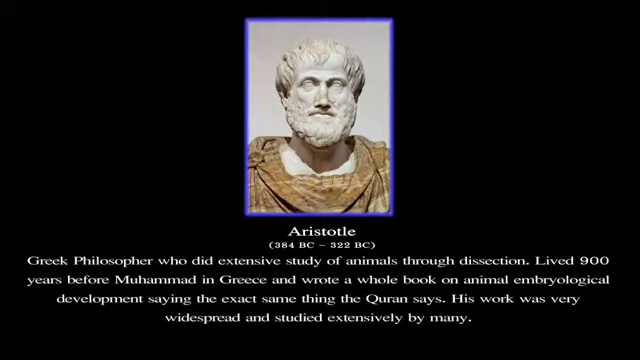 Aristotle
(384 BC – 322 BC)
Greek Philosopher who did extensive study of animals through dissection. Lived 900
years before Muhammad in Greece and wrote a whole book on animal embryological
development saying the exact same thing the Quran says. His work was very
widespread and studied extensively by many.